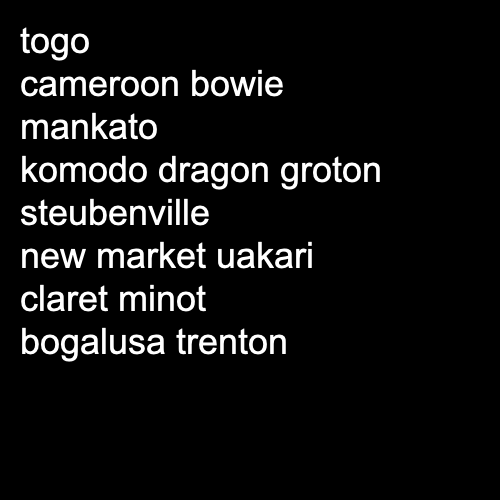 togo
cameroon bowie
mankato
komodo dragon groton
steubenville
new market uakari
claret minot
bogalusa trenton